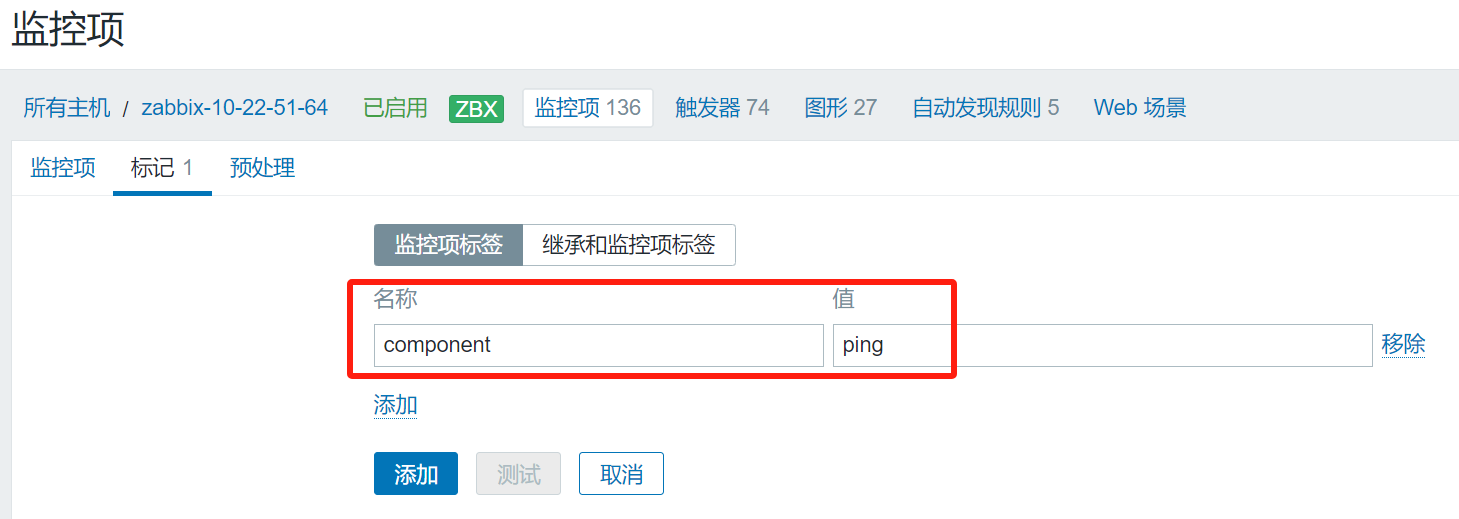 监控项
所有主机 / zabbix-10-22-51-64 已启用 ZBX 监控项 136 触发器 74 图形 27 自动发现规则 5 Web 场景
监控项 标记 1 预处理
监控项标签 继承和监控项标签
名称 值
component ping 移除
添加
添加 测试 取消